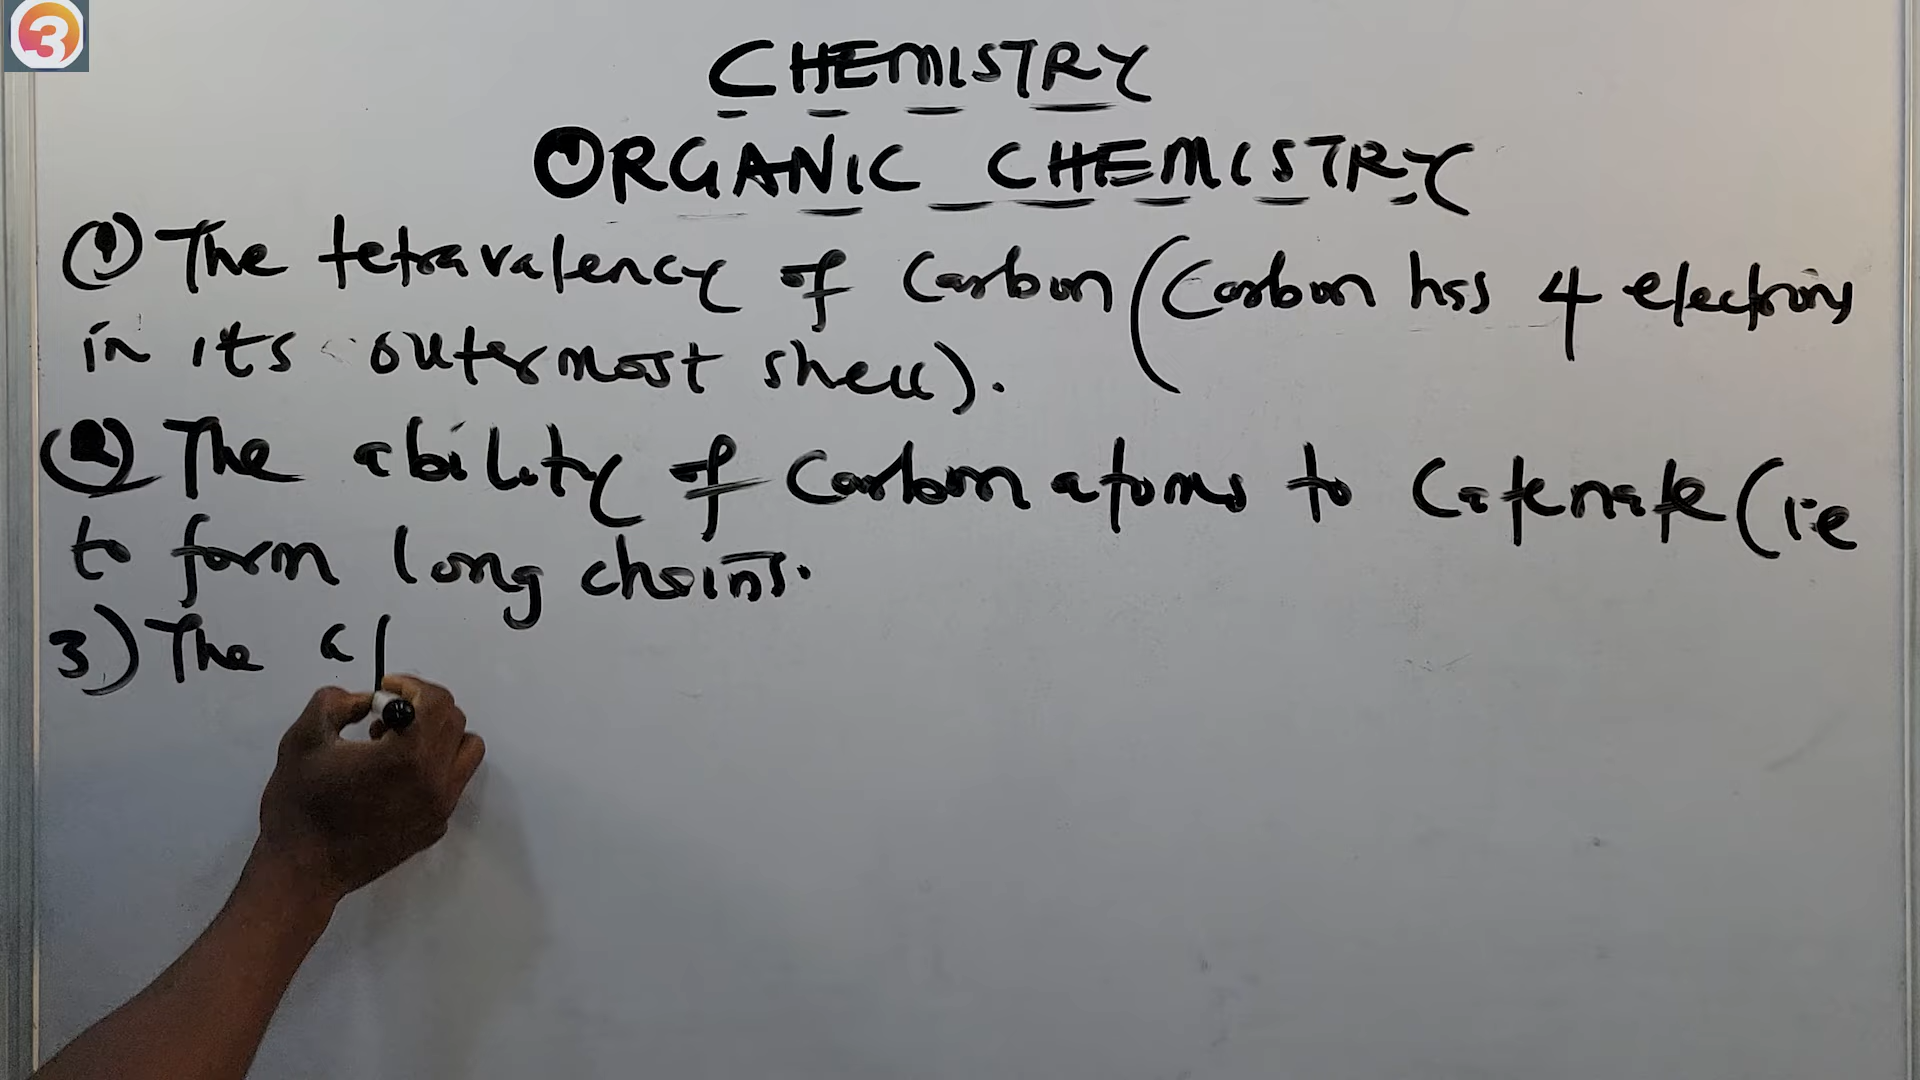 3
CHEMISTRY
ORGANIC CHEMISTRY
(1) The tetravalency of Carbon (Carbon has 4 electrons
in its outermost shell).
(2) The ability of Carbon atoms to Catenate (i.e
to form long chains.
3) The a